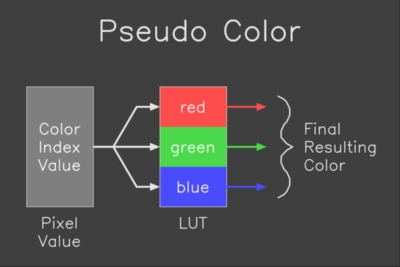 Pseudo Color
Color
Index
Value
red
green
blue
Final
Resulting
Color
Pixel
Value
LUT